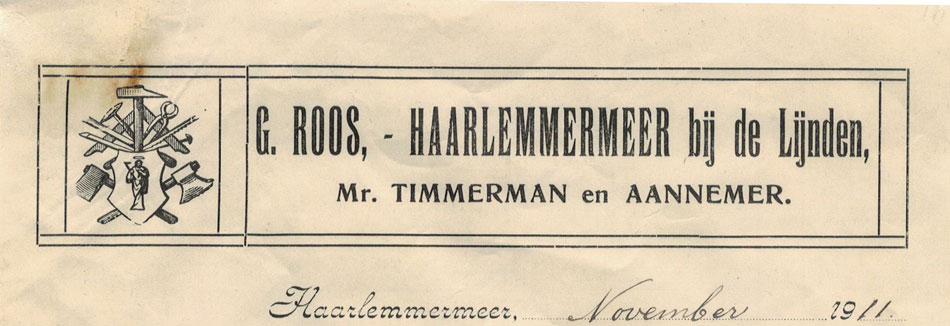 G. ROOS, - HAARLEMMERMEER bij de Lijnden,
Mr. TIMMERMAN en AANNEMER.
Haarlemmermeer, November 1911.